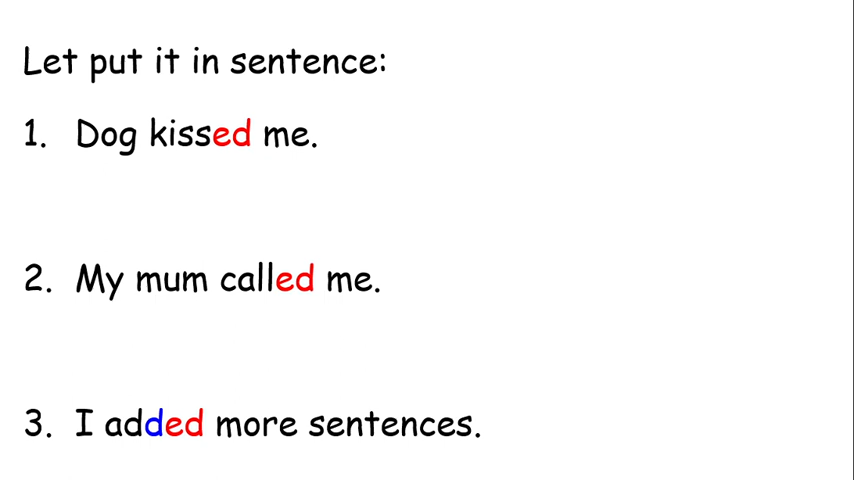 Let put it in sentence:
1. Dog kissed me.
2. My mum called me.
3. I added more sentences.